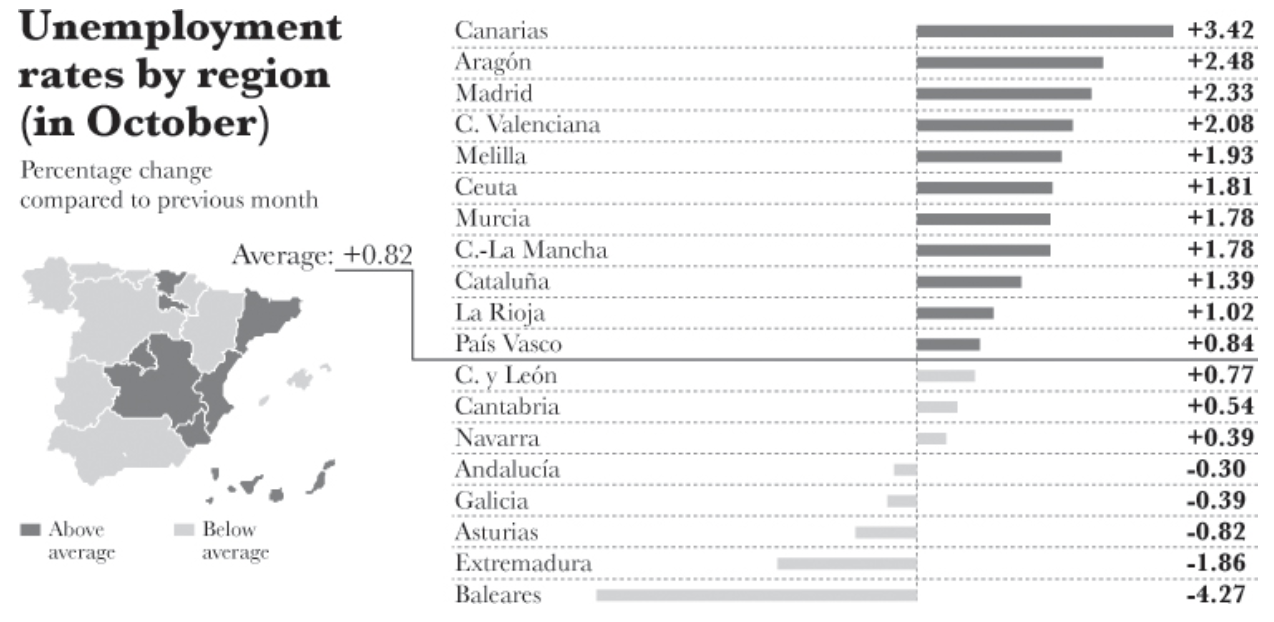 Unemployment
rates by region
(in October)
Percentage change
compared to previous month
Average: +0.82
Above
average
Below
average
Canarias +3.42
Aragón +2.48
Madrid +2.33
C. Valenciana +2.08
Melilla +1.93
Ceuta +1.81
Murcia +1.78
C.-La Mancha +1.78
Cataluña +1.39
La Rioja +1.02
País Vasco +0.84
C. y León +0.77
Cantabria +0.54
Navarra +0.39
Andalucía -0.30
Galicia -0.39
Asturias -0.82
Extremadura -1.86
Baleares -4.27